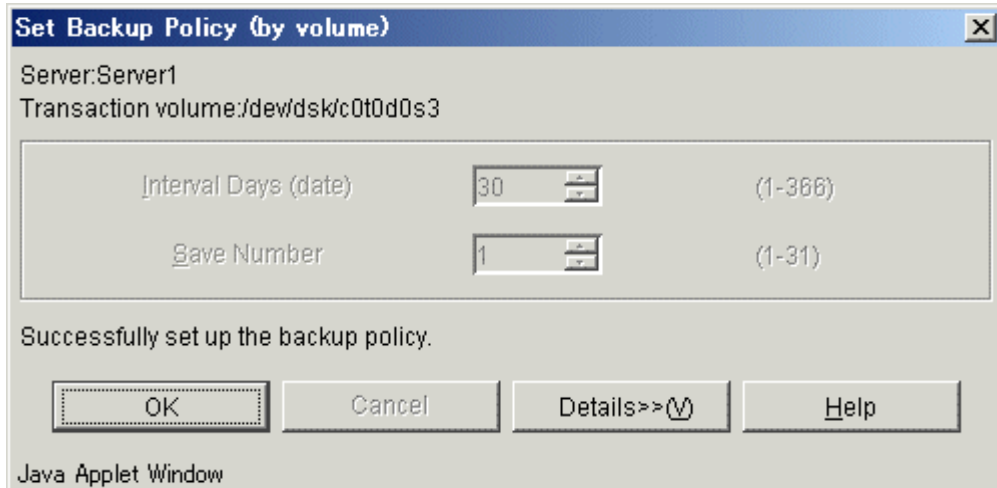 Set Backup Policy (by volume)
Server:Server1
Transaction volume:/dev/dsk/c0t0d0s3
Interval Days (date) 30 (1-366)
Save Number 1 (1-31)
Successfully set up the backup policy.
OK Cancel Details>>(V) Help
Java Applet Window